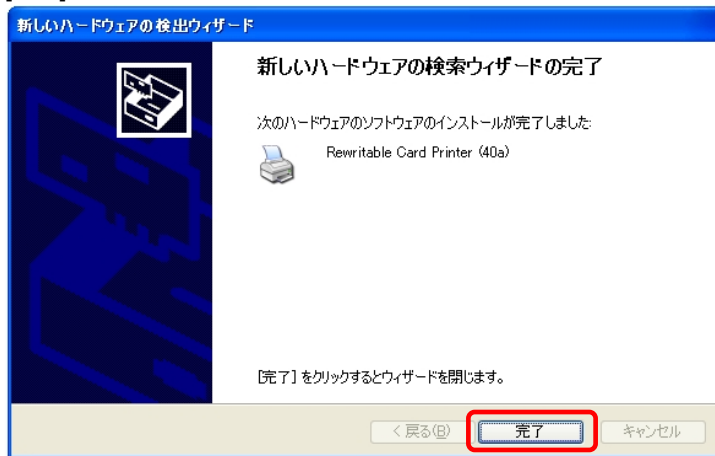 新しいハードウェアの検出ウィザード
新しいハードウェアの検索ウィザードの完了
次のハードウェアのソフトウェアのインストールが完了しました:
Rewritable Card Printer (40a)
[完了] をクリックするとウィザードを閉じます。
< 戻る(B)
完了
キャンセル